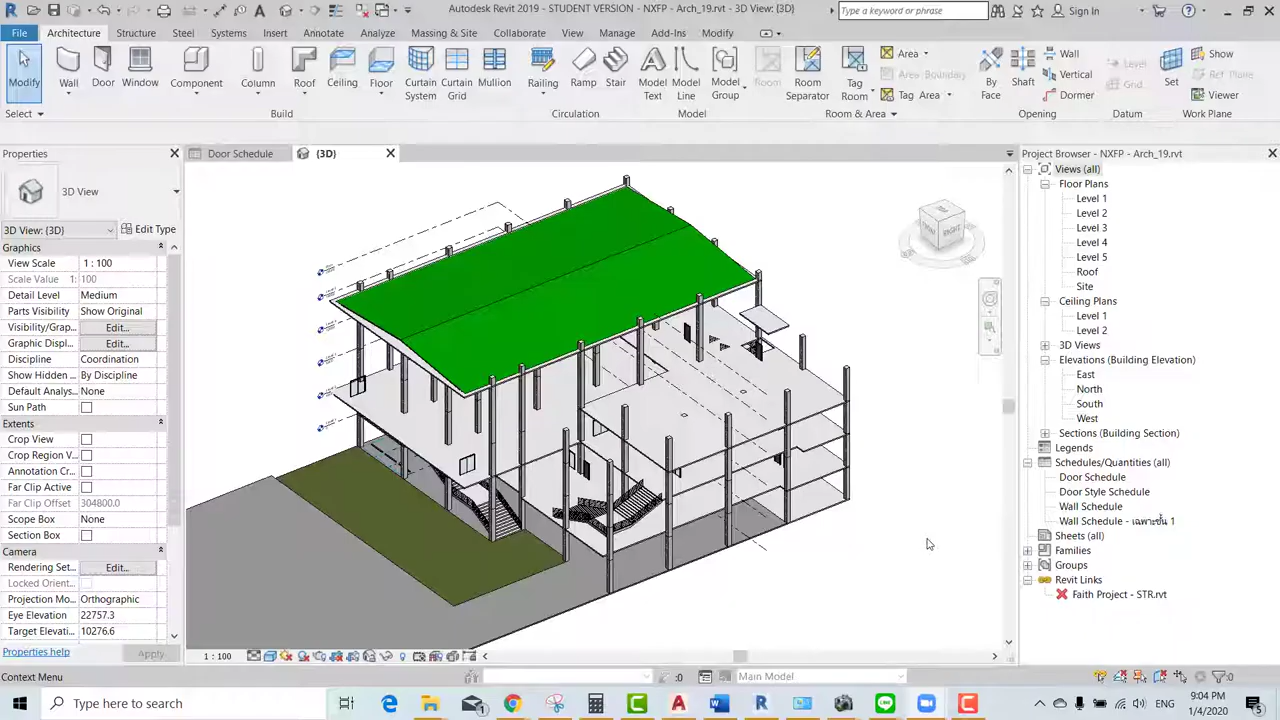 Autodesk Revit 2019 - STUDENT VERSION - NXFP - Arch_19.rvt - 3D View: {3D}
Type a keyword or phrase
Sign In
File Architecture Structure Steel Systems Insert Annotate Analyze Massing & Site Collaborate View Manage Add-Ins Modify
Modify
Wall
Door
Window
Component
Column
Roof
Ceiling
Floor
Curtain System
Curtain Grid
Mullion
Railing
Ramp
Stair
Model Text
Model Line
Model Group
Room
Room Separator
Tag Room
Area
Area Boundary
Tag Area
By Face
Shaft
Wall
Vertical
Dormer
Level
Grid
Set
Show
Ref Plane
Viewer
Select
Build
Circulation
Model
Room & Area
Opening
Datum
Work Plane
Properties
Door Schedule
{3D}
Project Browser - NXFP - Arch_19.rvt
3D View
3D View: {3D}
Edit Type
Graphics
View Scale 1 : 100
Scale Value 1: 100
Detail Level Medium
Parts Visibility Show Original
Visibility/Grap... Edit...
Graphic Displ... Edit...
Discipline Coordination
Show Hidden ... By Discipline
Default Analys... None
Sun Path
Extents
Crop View
Crop Region V...
Annotation Cr...
Far Clip Active
Far Clip Offset 304800.0
Scope Box None
Section Box
Camera
Rendering Set... Edit...
Locked Orient...
Projection Mo... Orthographic
Eye Elevation 22757.3
Target Elevati... 10276.6
Properties help
Apply
RIGHT
Views (all)
Floor Plans
Level 1
Level 2
Level 3
Level 4
Level 5
Roof
Site
Ceiling Plans
Level 1
Level 2
3D Views
Elevations (Building Elevation)
East
North
South
West
Sections (Building Section)
Legends
Schedules/Quantities (all)
Door Schedule
Door Style Schedule
Wall Schedule
Wall Schedule - เฉพาะชั้น 1
Sheets (all)
Families
Groups
Revit Links
Faith Project - STR.rvt
1 : 100
Context Menu
:0
Main Model
:0
Type here to search
ENG
9:04 PM
1/4/2020